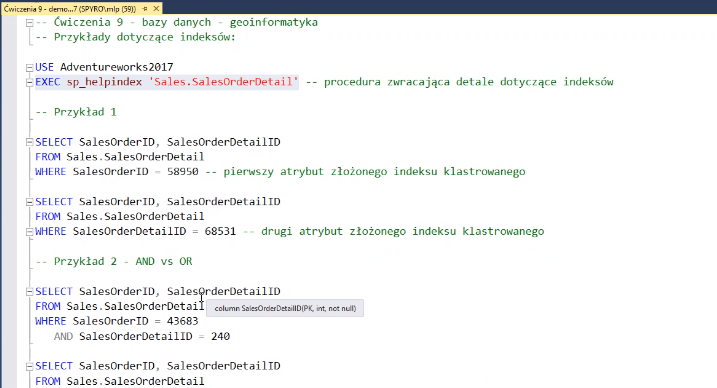 Ćwiczenia 9 - demo...7 (SPYRO\mlp (59))
-- Ćwiczenia 9 - bazy danych - geoinformatyka
-- Przykłady dotyczące indeksów:
USE Adventureworks2017
EXEC sp_helpindex 'Sales.SalesOrderDetail' -- procedura zwracająca detale dotyczące indeksów
-- Przykład 1
SELECT SalesOrderID, SalesOrderDetailID
FROM Sales.SalesOrderDetail
WHERE SalesOrderID = 58950 -- pierwszy atrybut złożonego indeksu klastrowanego
SELECT SalesOrderID, SalesOrderDetailID
FROM Sales.SalesOrderDetail
WHERE SalesOrderDetailID = 68531 -- drugi atrybut złożonego indeksu klastrowanego
-- Przykład 2 - AND vs OR
SELECT SalesOrderID, SalesOrderDetailID
FROM Sales.SalesOrderDetail
column SalesOrderDetailID(PK, int, not null)
WHERE SalesOrderID = 43683
AND SalesOrderDetailID = 240
SELECT SalesOrderID, SalesOrderDetailID
FROM Sales.SalesOrderDetail